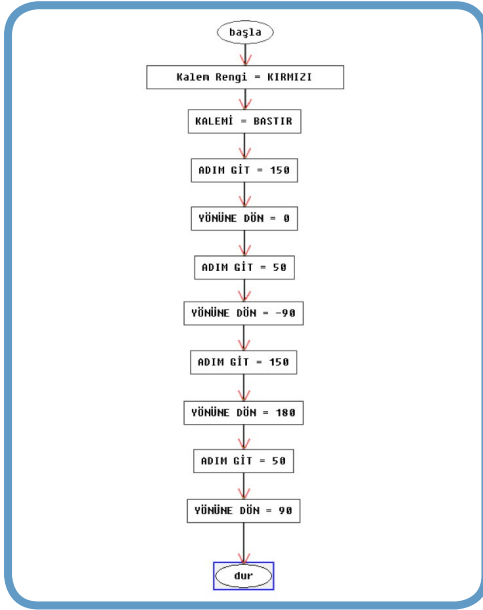 başla
Kalem Rengi = KIRMIZI
KALEMİ = BASTIR
ADIM GİT = 150
YÖNÜNE DÖN = 0
ADIM GİT = 50
YÖNÜNE DÖN = -90
ADIM GİT = 150
YÖNÜNE DÖN = 180
ADIM GİT = 50
YÖNÜNE DÖN = 90
dur